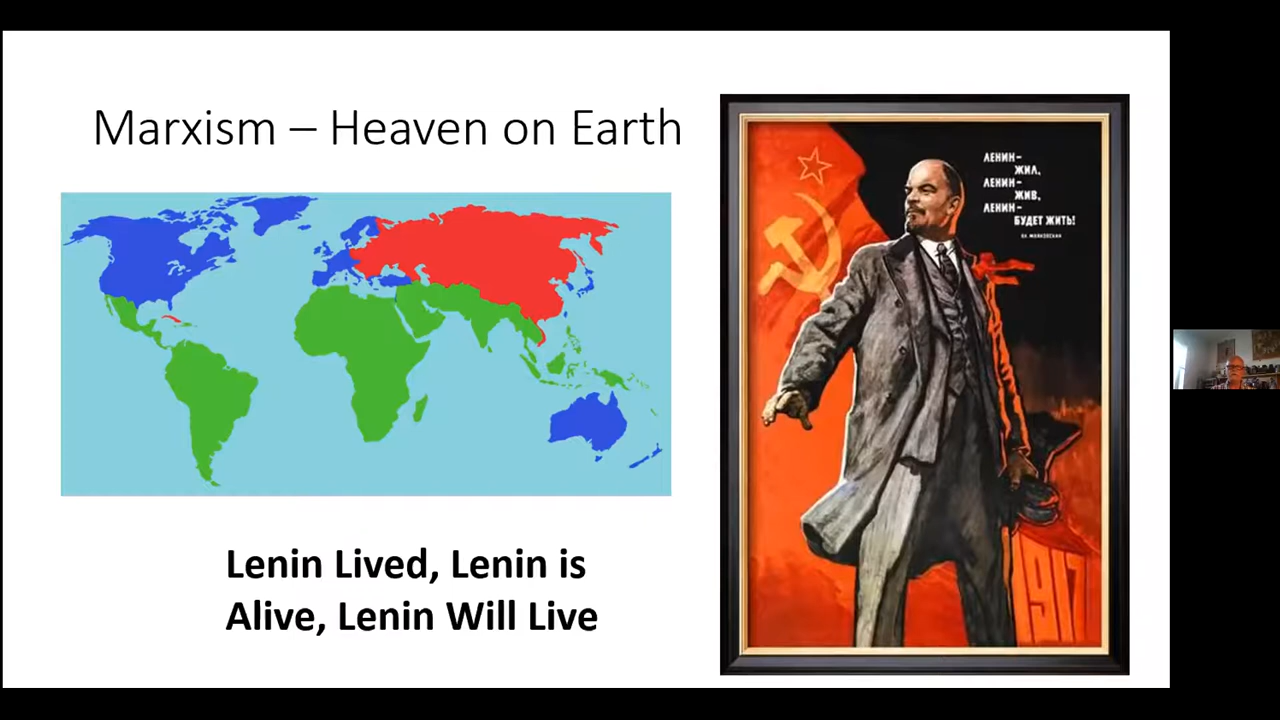 Marxism – Heaven on Earth
ЛЕНИН–
ЖИЛ,
ЛЕНИН–
ЖИВ,
ЛЕНИН–
БУДЕТ ЖИТЬ!
МАЯКОВСКИЙ
1917
Lenin Lived, Lenin is
Alive, Lenin Will Live